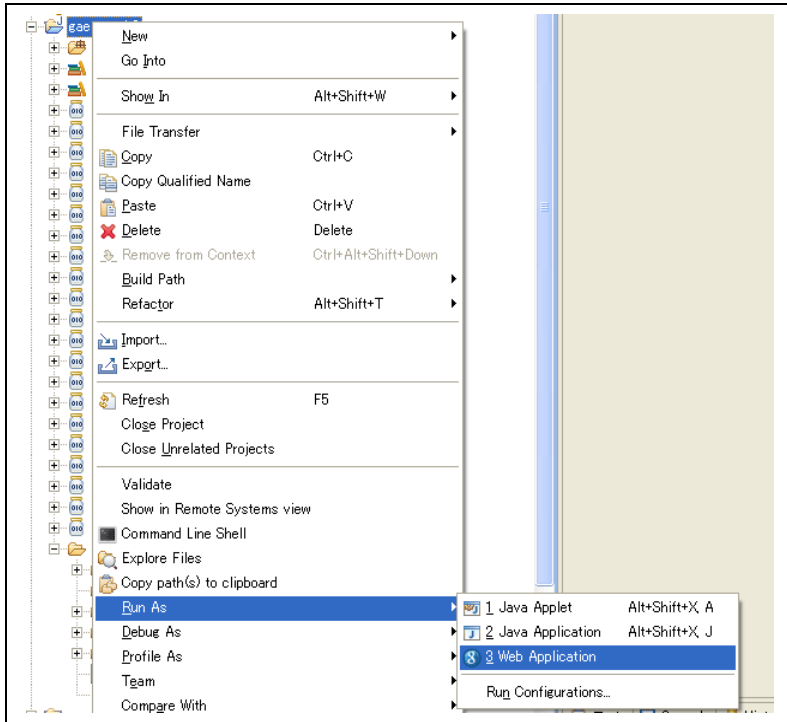 gae
New
Go Into
Show In Alt+Shift+W
File Transfer
Copy Ctrl+C
Copy Qualified Name
Paste Ctrl+V
Delete Delete
Remove from Context Ctrl+Alt+Shift+Down
Build Path
Refactor Alt+Shift+T
Import...
Export...
Refresh F5
Close Project
Close Unrelated Projects
Validate
Show in Remote Systems view
Command Line Shell
Explore Files
Copy path(s) to clipboard
Run As
1 Java Applet Alt+Shift+X, A
2 Java Application Alt+Shift+X, J
3 Web Application
Run Configurations...
Debug As
Profile As
Team
Compare With